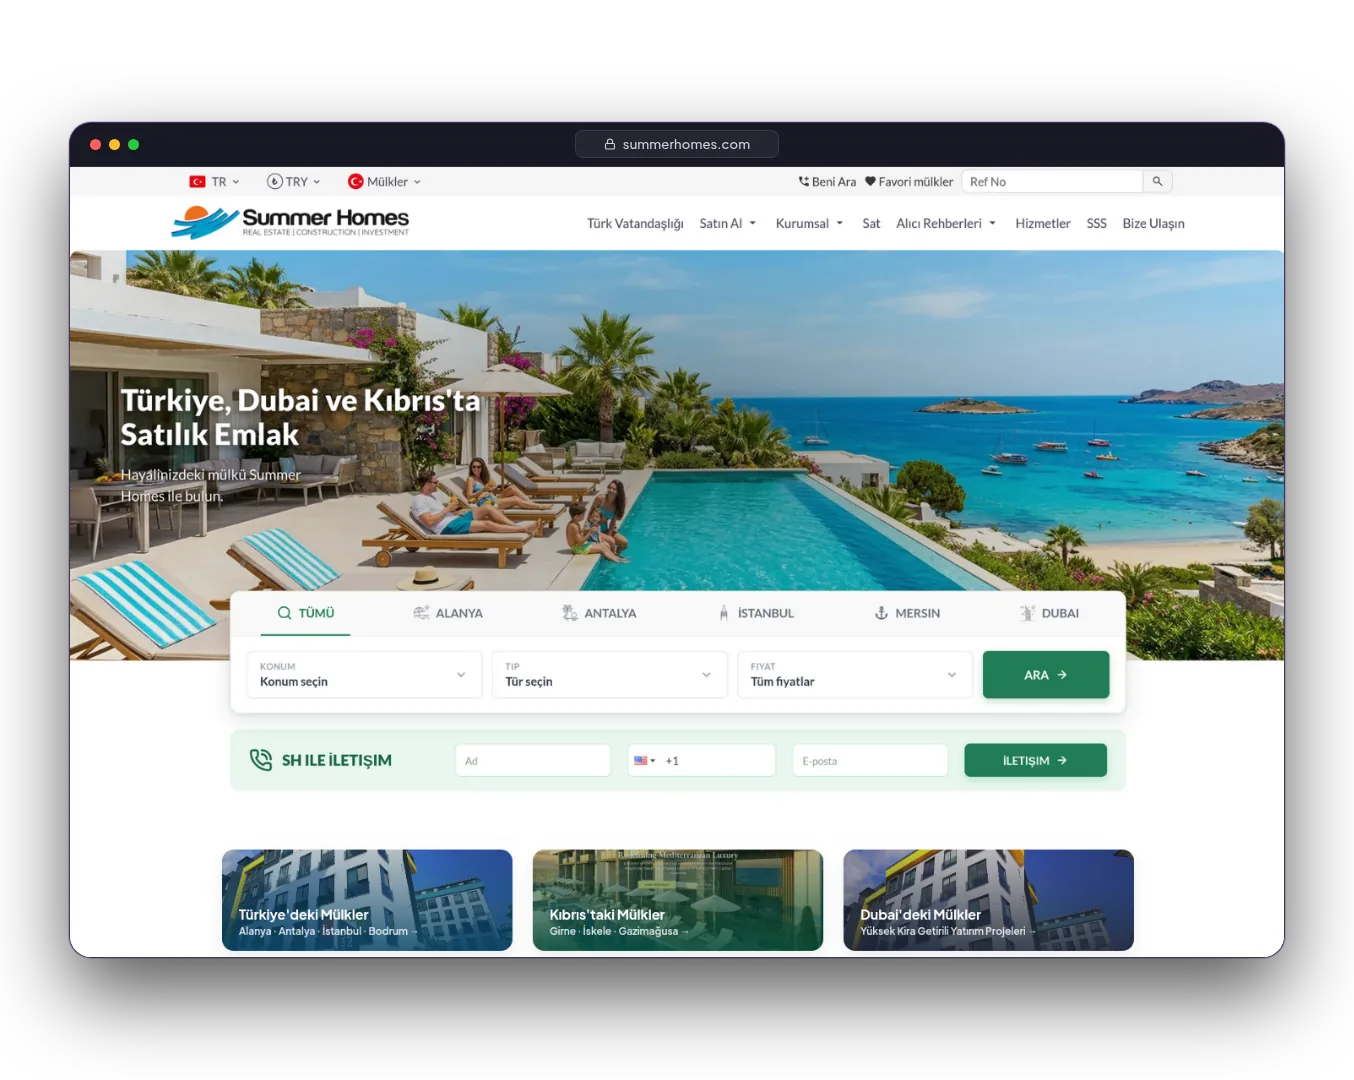 summerhomes.com
TR
TRY
Mülkler
Beni Ara
Favori mülkler
Ref No
Summer Homes
REAL ESTATE | CONSTRUCTION | INVESTMENT
Türk Vatandaşlığı
Satın Al
Kurumsal
Sat
Alıcı Rehberleri
Hizmetler
SSS
Bize Ulaşın
Türkiye, Dubai ve Kıbrıs'ta
Satılık Emlak
Hayalinizdeki mülkü Summer
Homes ile bulun.
TÜMÜ
ALANYA
ANTALYA
İSTANBUL
MERSIN
DUBAI
KONUM
Konum seçin
TIP
Tür seçin
FIYAT
Tüm fiyatlar
ARA →
SH ILE İLETIŞIM
Ad
+1
E-posta
İLETIŞIM →
Türkiye'deki Mülkler
Alanya · Antalya · İstanbul · Bodrum →
Redefining Mediterranean Luxury
Kıbrıs'taki Mülkler
Girne · İskele · Gazimağusa →
Dubai'deki Mülkler
Yüksek Kira Getirili Yatırım Projeleri →